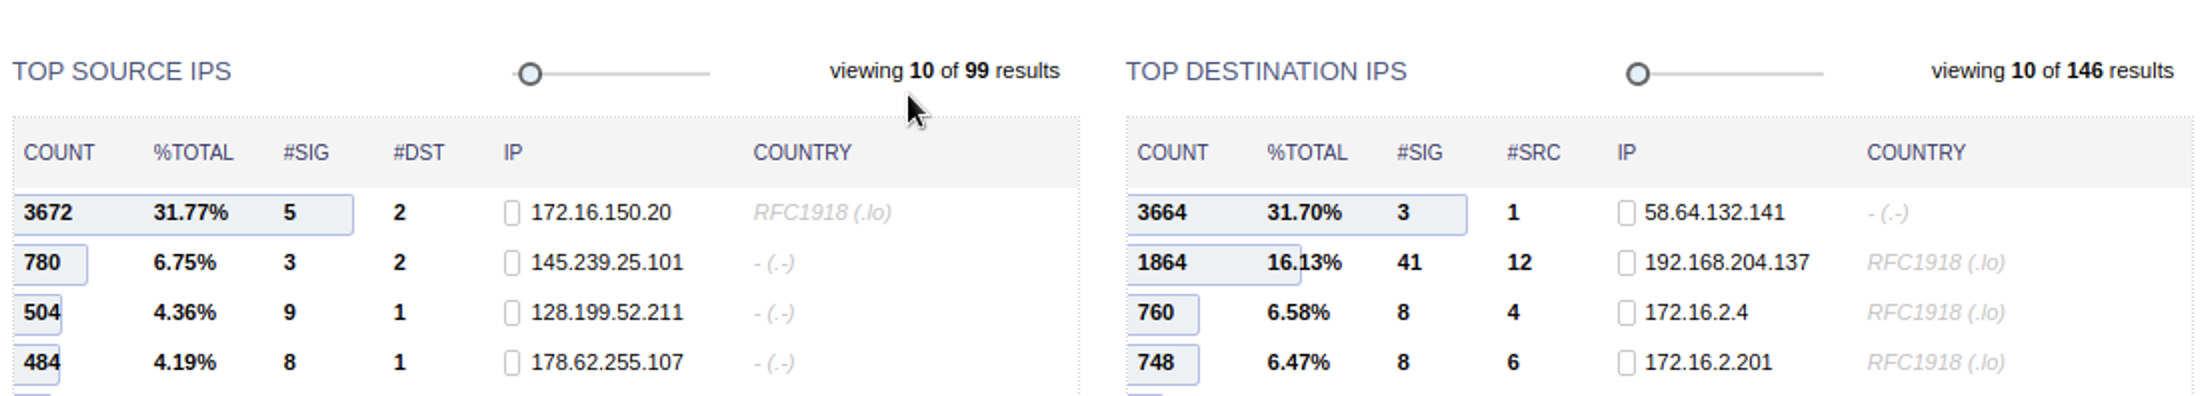 TOP SOURCE IPS viewing 10 of 99 results
COUNT %TOTAL #SIG #DST IP COUNTRY
3672 31.77% 5 2 172.16.150.20 RFC1918 (.lo)
780 6.75% 3 2 145.239.25.101 - (.-)
504 4.36% 9 1 128.199.52.211 - (.-)
484 4.19% 8 1 178.62.255.107 - (.-)
TOP DESTINATION IPS viewing 10 of 146 results
COUNT %TOTAL #SIG #SRC IP COUNTRY
3664 31.70% 3 1 58.64.132.141 - (.-)
1864 16.13% 41 12 192.168.204.137 RFC1918 (.lo)
760 6.58% 8 4 172.16.2.4 RFC1918 (.lo)
748 6.47% 8 6 172.16.2.201 RFC1918 (.lo)